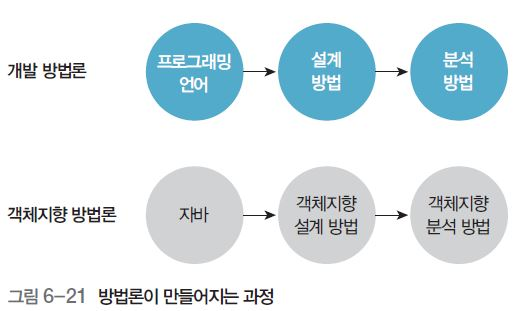 개발 방법론
프로그래밍
언어
설계
방법
분석
방법
객체지향 방법론
자바
객체지향
설계 방법
객체지향
분석 방법
그림 6-21 방법론이 만들어지는 과정